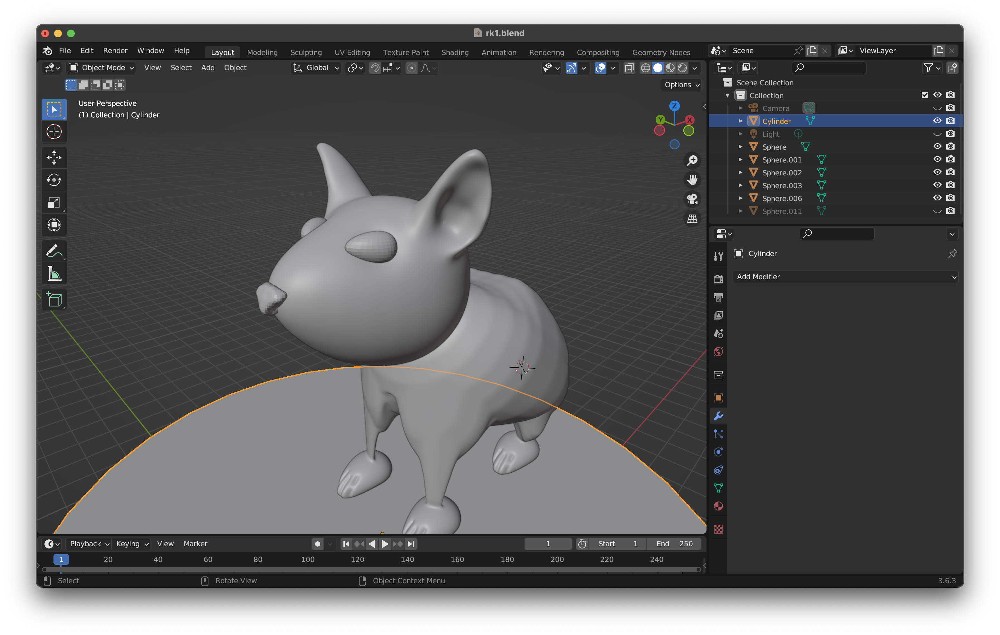 rk1.blend
File Edit Render Window Help Layout Modeling Sculpting UV Editing Texture Paint Shading Animation Rendering Compositing Geometry Nodes Scene ViewLayer
Object Mode View Select Add Object Global
Options
User Perspective
(1) Collection | Cylinder
Z
Y X
Scene Collection
Collection
Camera
Cylinder
Light
Sphere
Sphere.001
Sphere.002
Sphere.003
Sphere.006
Sphere.011
Cylinder
Add Modifier
Playback Keying View Marker 1 Start 1 End 250
1 20 40 60 80 100 120 140 160 180 200 220 240
Select Rotate View Object Context Menu 3.6.3